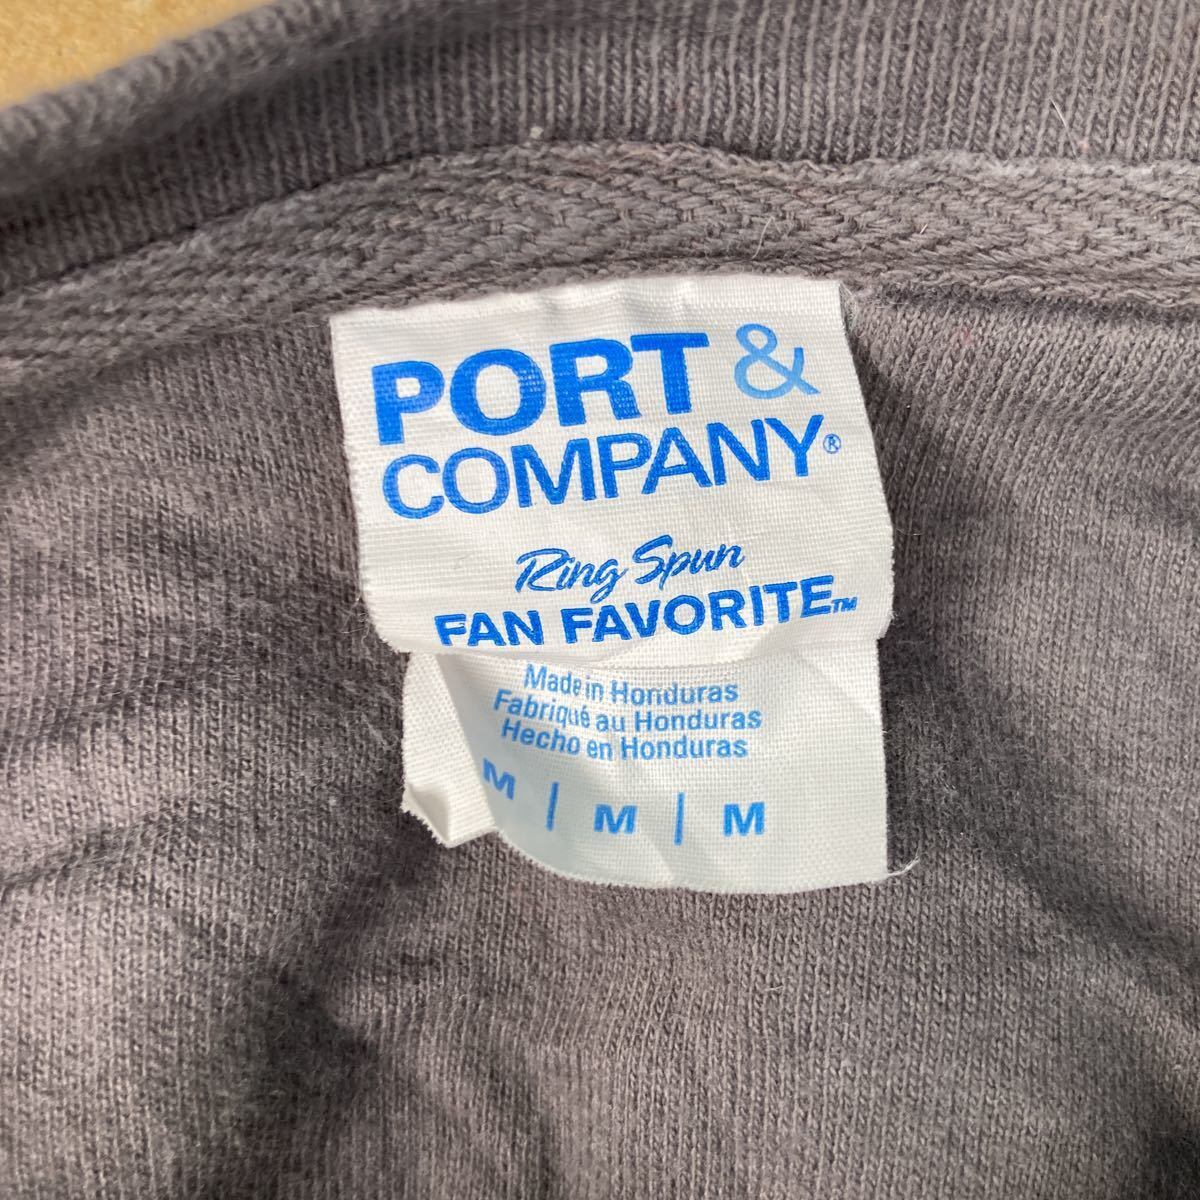 PORT &
COMPANY®
Ring Spun
FAN FAVORITE™
Made in Honduras
Fabriqué au Honduras
Hecho en Honduras
M | M | M